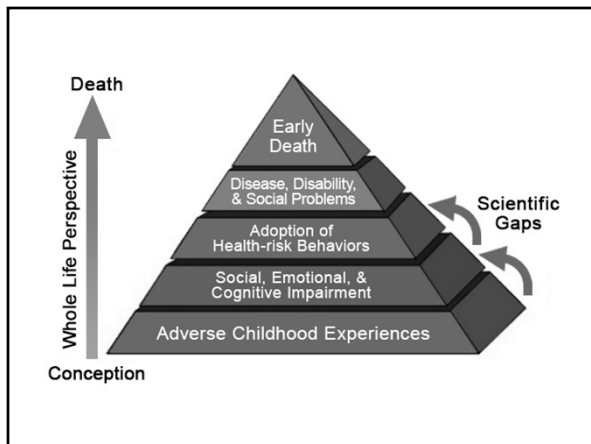 Death
Whole Life Perspective
Conception
Early
Death
Disease, Disability,
& Social Problems
Adoption of
Health-risk Behaviors
Social, Emotional, &
Cognitive Impairment
Adverse Childhood Experiences
Scientific
Gaps